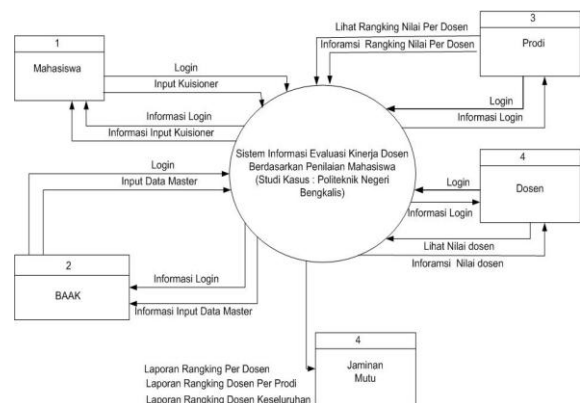 1
Mahasiswa
Login
Input Kuisioner
Informasi Login
Informasi Input Kuisioner
Lihat Rangking Nilai Per Dosen
Inforamsi Rangking Nilai Per Dosen
3
Prodi
Login
Informasi Login
Sistem Informasi Evaluasi Kinerja Dosen
Berdasarkan Penilaian Mahasiswa
(Studi Kasus : Politeknik Negeri
Bengkalis)
Login
Input Data Master
2
BAAK
Informasi Login
Informasi Input Data Master
4
Dosen
Login
Informasi Login
Lihat Nilai dosen
Inforamsi Nilai dosen
4
Jaminan
Mutu
Laporan Rangking Per Dosen
Laporan Rangking Dosen Per Prodi
Laporan Rangking Dosen Keseluruhan